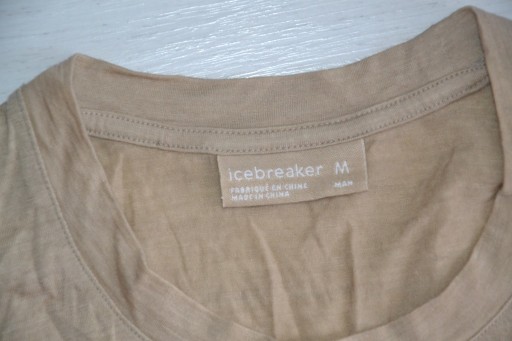 icebreaker M
FABRIQUÉ EN CHINE MAN
MADE IN CHINA